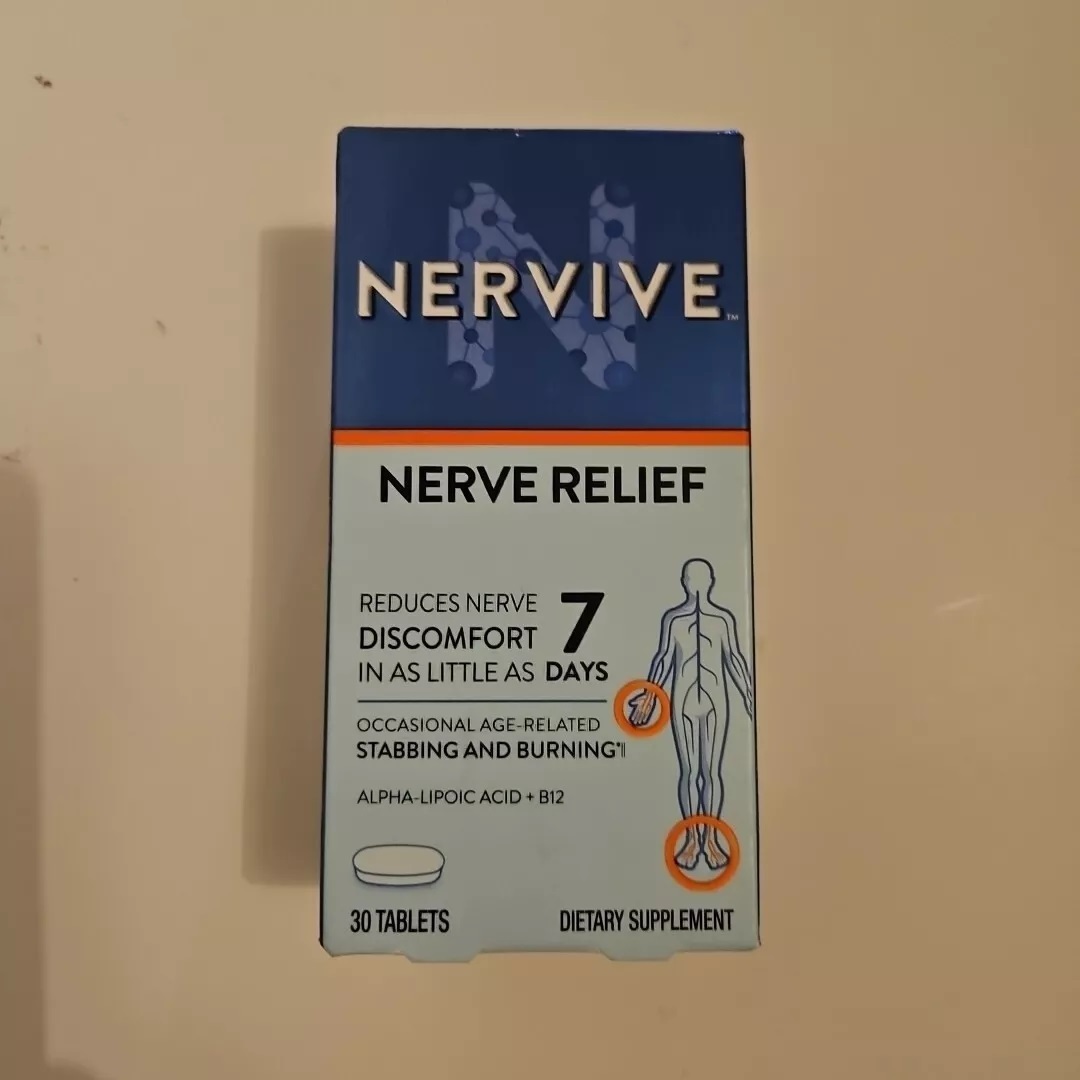 NERVIVE™
NERVE RELIEF
REDUCES NERVE
DISCOMFORT 7
IN AS LITTLE AS DAYS
OCCASIONAL AGE-RELATED
STABBING AND BURNING*‖
ALPHA-LIPOIC ACID + B12
30 TABLETS
DIETARY SUPPLEMENT